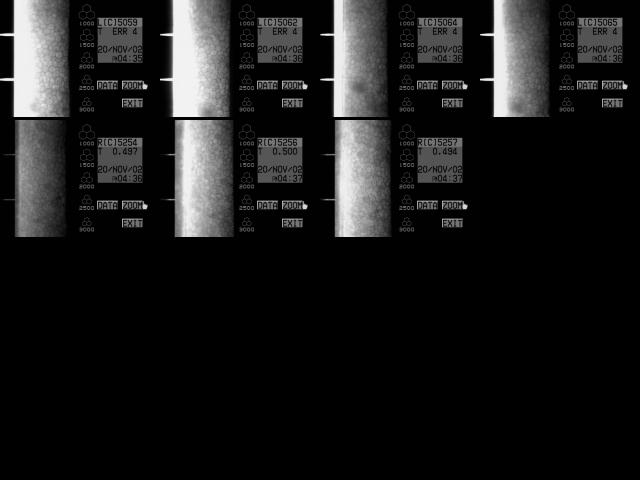 L(C)5059
T ERR 4
20/NOV/02
PM04:35
1000
1500
2000
2500
3000
DATA ZOOM
EXIT
L(C)5062
T ERR 4
20/NOV/02
PM04:36
1000
1500
2000
2500
3000
DATA ZOOM
EXIT
L(C)5064
T ERR 4
20/NOV/02
PM04:36
1000
1500
2000
2500
3000
DATA ZOOM
EXIT
L(C)5065
T ERR 4
20/NOV/02
PM04:36
1000
1500
2000
2500
3000
DATA ZOOM
EXIT
R(C)5254
T 0.497
20/NOV/02
PM04:36
1000
1500
2000
2500
3000
DATA ZOOM
EXIT
R(C)5256
T 0.500
20/NOV/02
PM04:37
1000
1500
2000
2500
3000
DATA ZOOM
EXIT
R(C)5257
T 0.494
20/NOV/02
PM04:37
1000
1500
2000
2500
3000
DATA ZOOM
EXIT